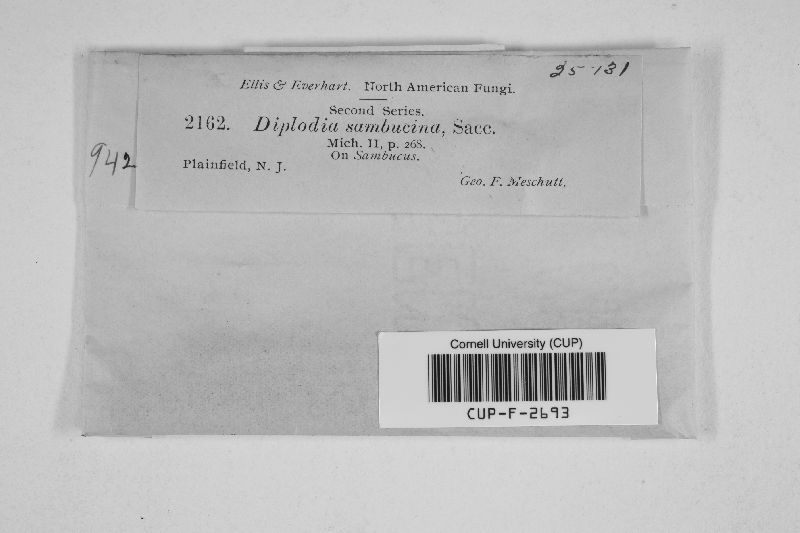 25-131
Ellis & Everhart. North American Fungi.
Second Series.
2162. Diplodia sambucina, Sacc.
Mich. II, p. 268.
On Sambucus.
942
Plainfield, N. J.
Geo. F. Meschutt.
Cornell University (CUP)
CUP-F-2693